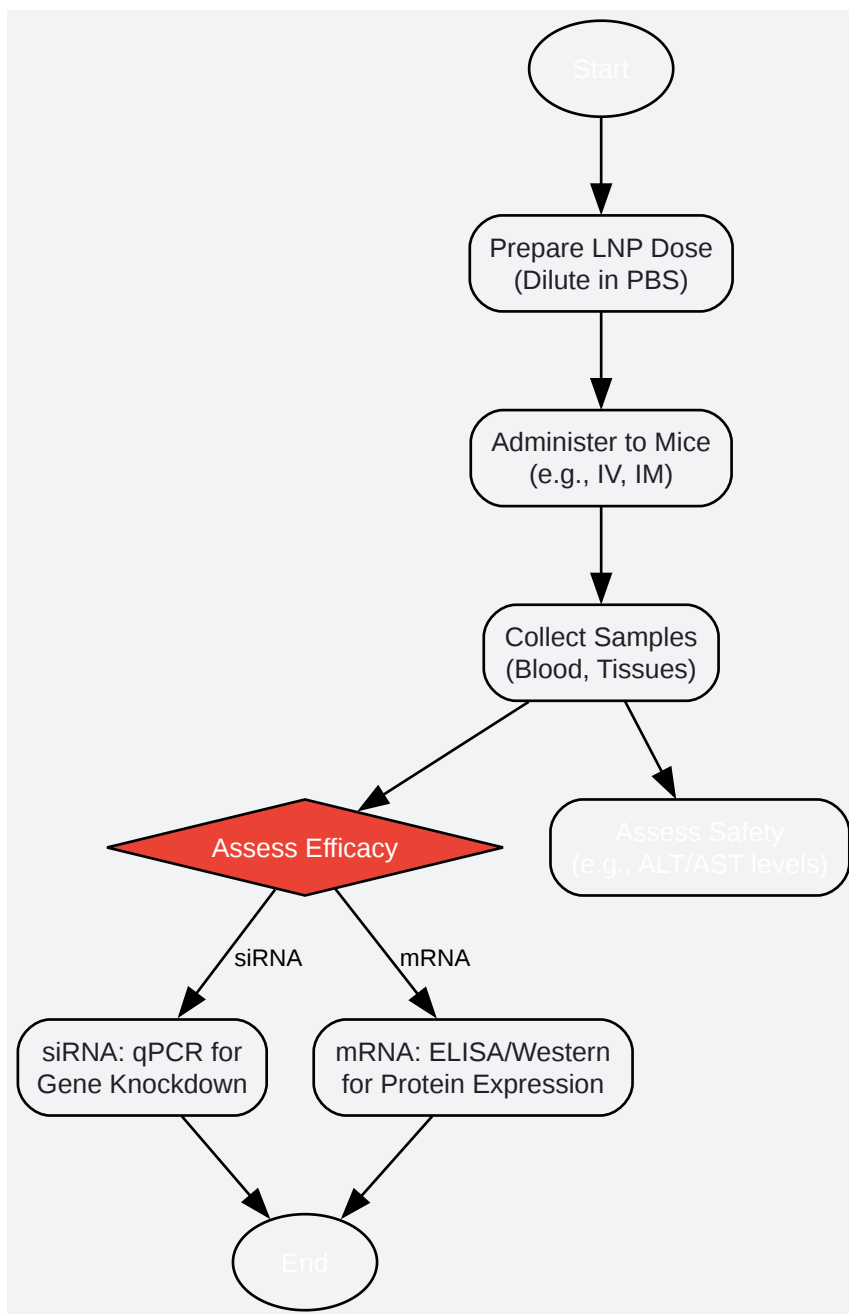 Start
Prepare LNP Dose
(Dilute in PBS)
Administer to Mice
(e.g., IV, IM)
Collect Samples
(Blood, Tissues)
Assess Efficacy
Assess Safety
(e.g., ALT/AST levels)
siRNA
mRNA
siRNA: qPCR for
Gene Knockdown
mRNA: ELISA/Western
for Protein Expression
End